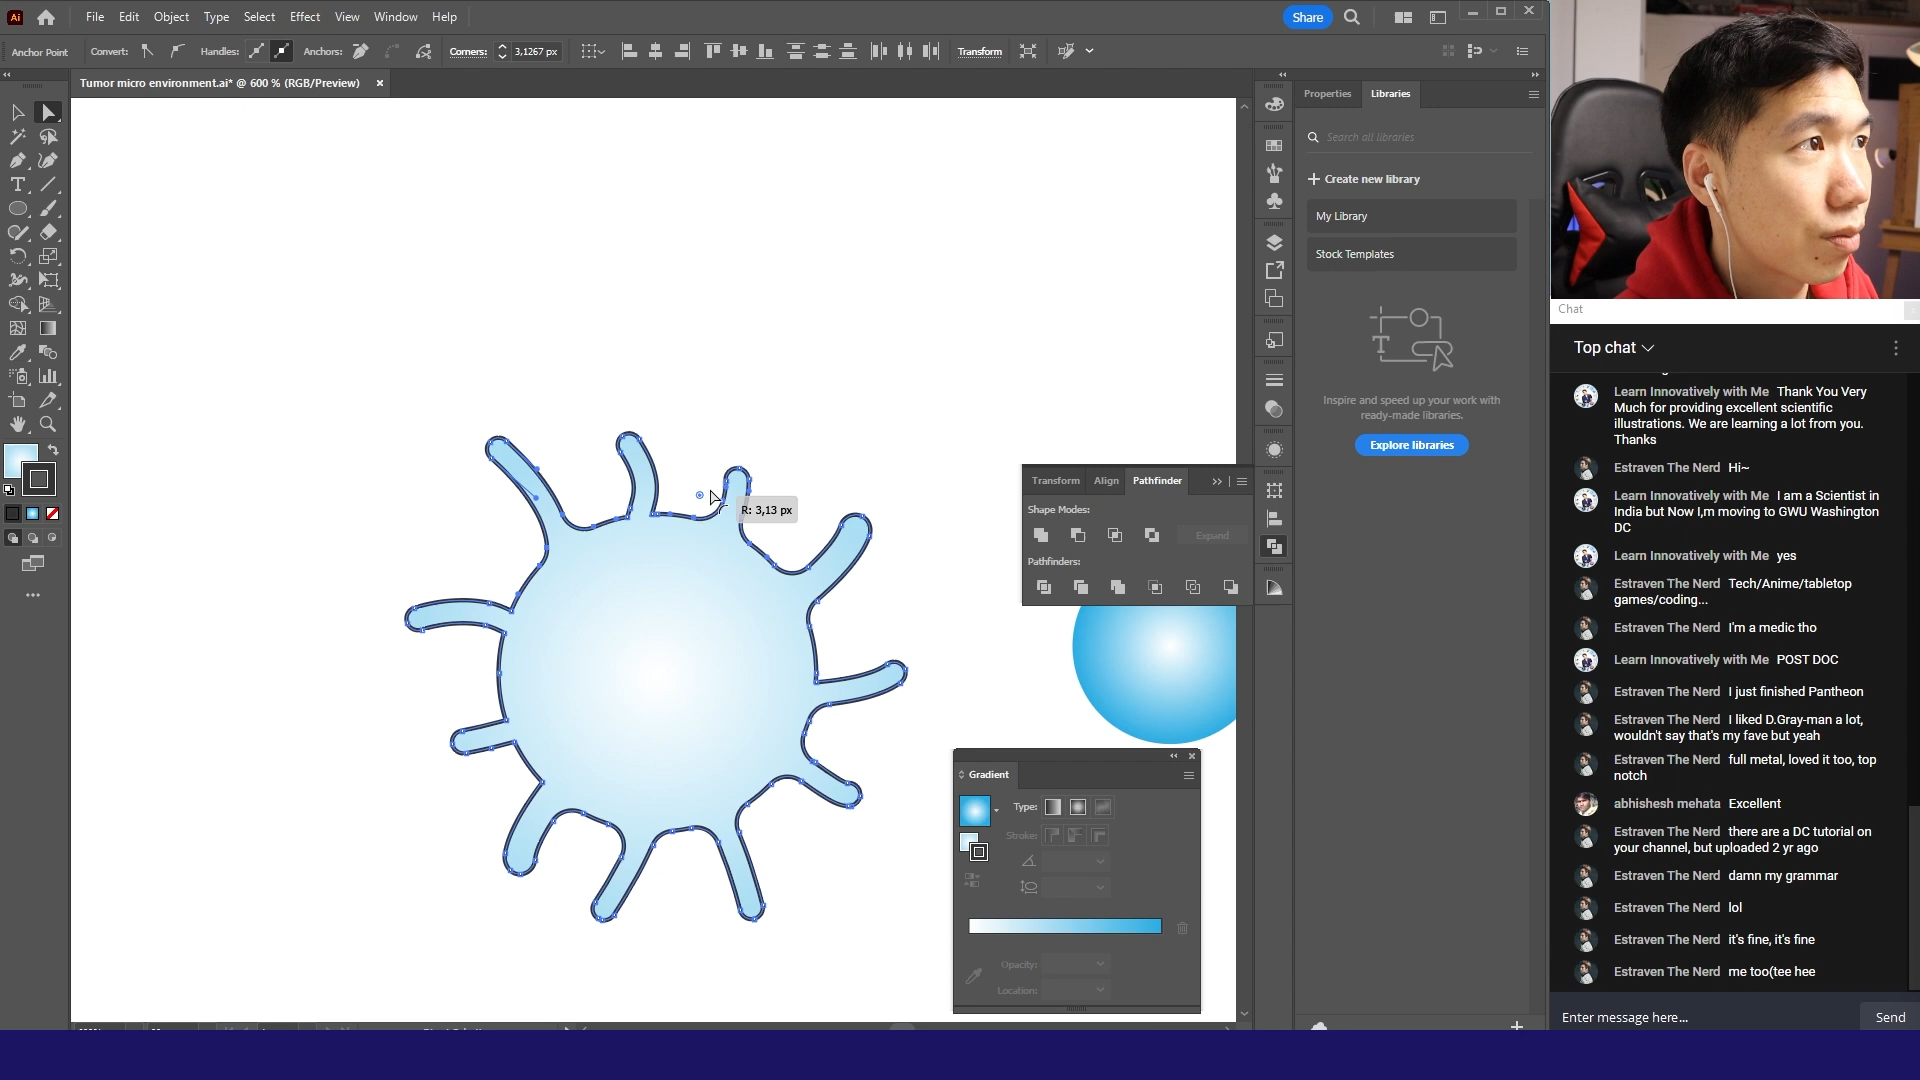 Ai
File Edit Object Type Select Effect View Window Help
Share
Anchor Point Convert: Handles: Anchors: Corners: 3,1267 px Transform
Tumor micro environment.ai* @ 600 % (RGB/Preview) ×
Properties Libraries
Search all libraries
Create new library
My Library
Stock Templates
Inspire and speed up your work with
ready-made libraries.
Explore libraries
R: 3,13 px
Transform Align Pathfinder
Shape Modes:
Expand
Pathfinders:
Gradient
Type:
Stroke:
Opacity:
Location:
Chat
Top chat
Learn Innovatively with Me Thank You Very
Much for providing excellent scientific
illustrations. We are learning a lot from you.
Thanks
Estraven The Nerd Hi~
Learn Innovatively with Me I am a Scientist in
India but Now I,m moving to GWU Washington
DC
Learn Innovatively with Me yes
Estraven The Nerd Tech/Anime/tabletop
games/coding...
Estraven The Nerd I'm a medic tho
Learn Innovatively with Me POST DOC
Estraven The Nerd I just finished Pantheon
Estraven The Nerd I liked D.Gray-man a lot,
wouldn't say that's my fave but yeah
Estraven The Nerd full metal, loved it too, top
notch
abhishesh mehata Excellent
Estraven The Nerd there are a DC tutorial on
your channel, but uploaded 2 yr ago
Estraven The Nerd damn my grammar
Estraven The Nerd lol
Estraven The Nerd it's fine, it's fine
Estraven The Nerd me too(tee hee
Enter message here...
Send